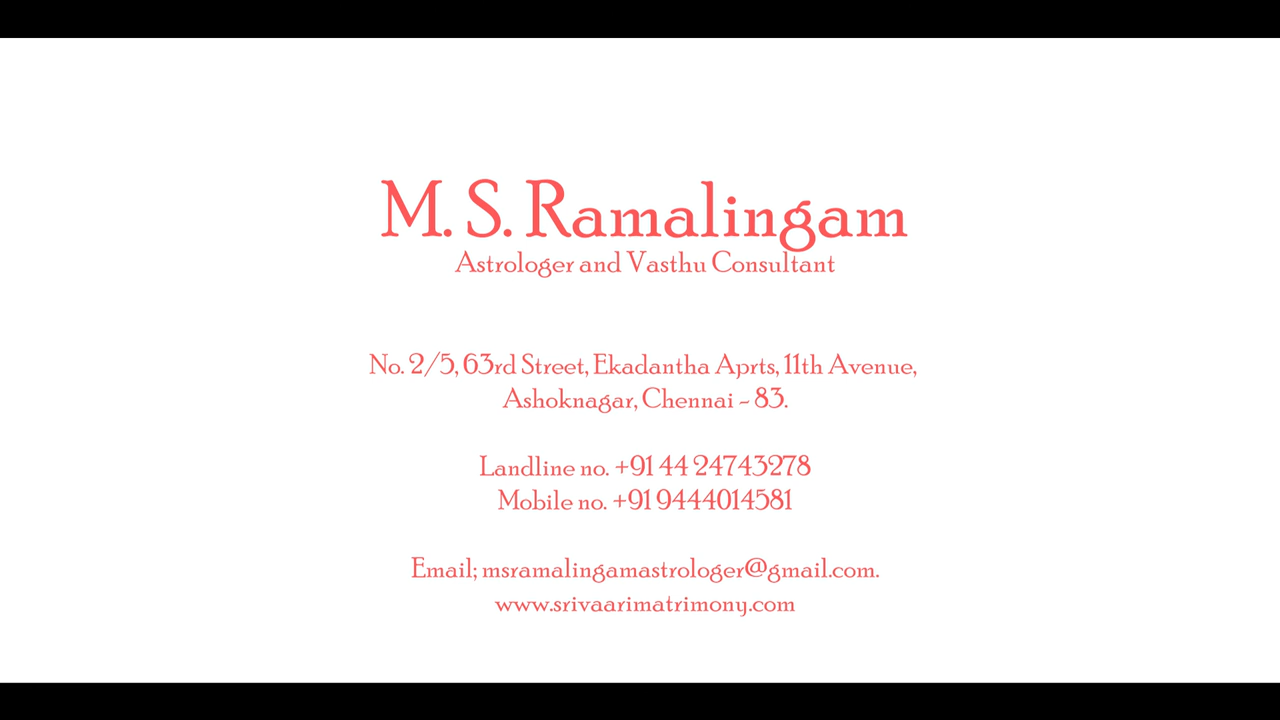 M. S. Ramalingam
Astrologer and Vasthu Consultant
No. 2/5, 63rd Street, Ekadantha Aprts, 11th Avenue,
Ashoknagar, Chennai - 83.
Landline no. +91 44 24743278
Mobile no. +91 9444014581
Email; msramalingamastrologer@gmail.com.
www.srivaarimatrimony.com